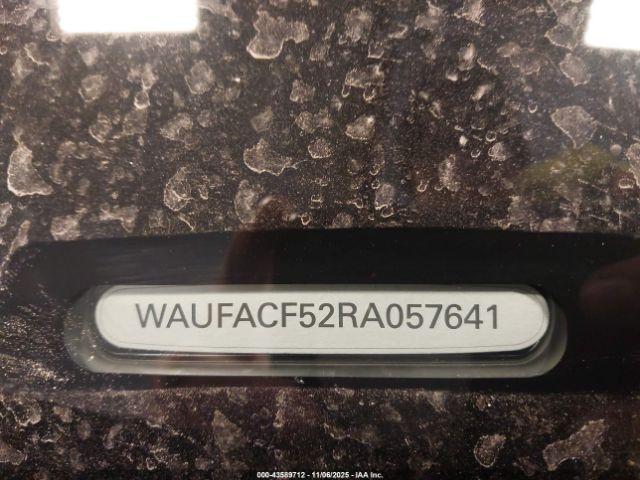 WAUFACF52RA057641
000-43589712 - 11/06/2025 - IAA Inc.